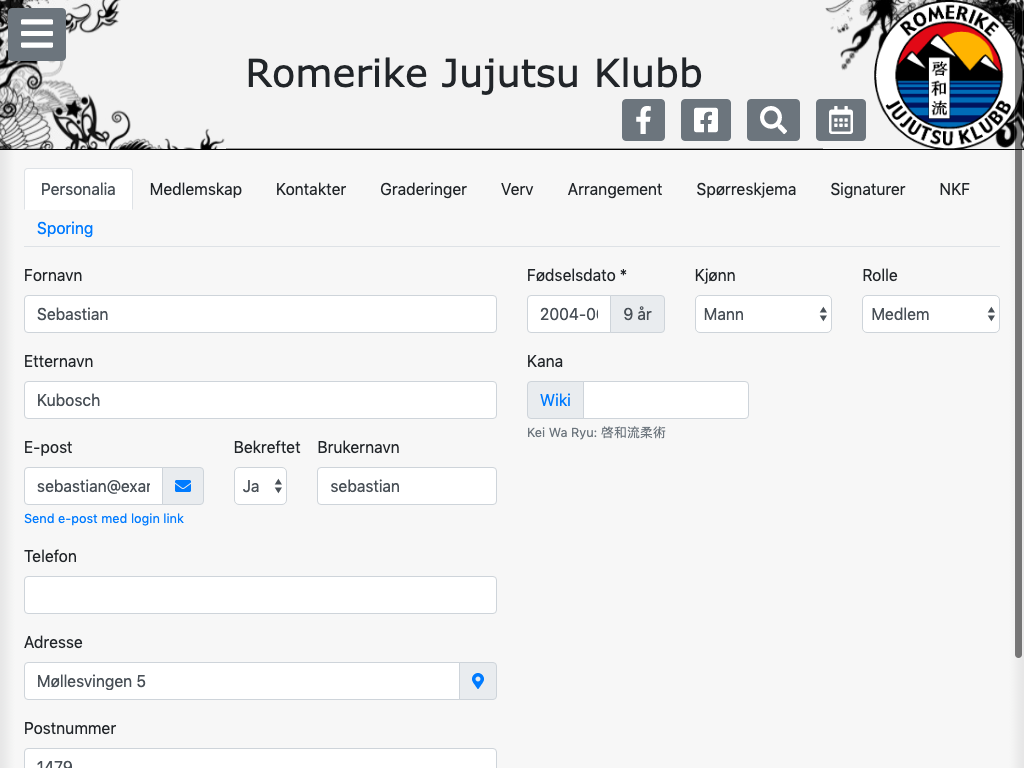 Romerike Jujutsu Klubb
ROMERIKE
啓和流
JUJUTSU KLUBB
Personalia Medlemskap Kontakter Graderinger Verv Arrangement Spørreskjema Signaturer NKF
Sporing
Fornavn
Sebastian
Fødselsdato * Kjønn Rolle
2004-0 9 år Mann Medlem
Etternavn
Kubosch
Kana
Wiki
Kei Wa Ryu: 啓和流柔術
E-post Bekreftet Brukernavn
sebastian@exar Ja sebastian
Send e-post med login link
Telefon
Adresse
Møllesvingen 5
Postnummer
1479